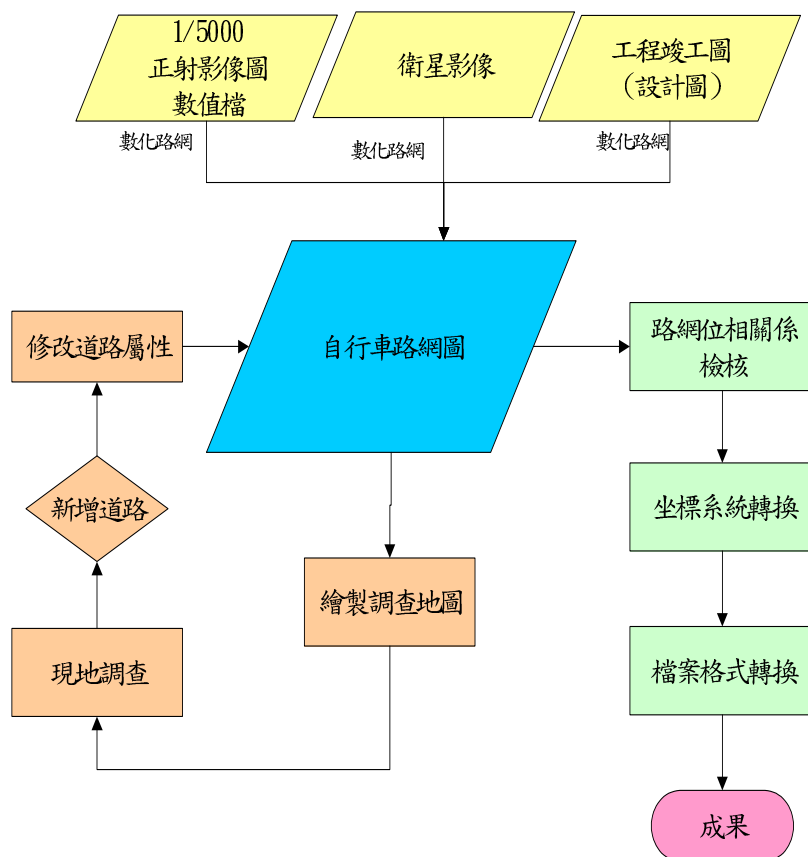 1/5000
正射影像圖
數值檔
衛星影像
工程竣工圖
(設計圖)
數化路網
數化路網
數化路網
修改道路屬性
自行車路網圖
路網位相關係
檢核
新增道路
坐標系統轉換
繪製調查地圖
現地調查
檔案格式轉換
成果